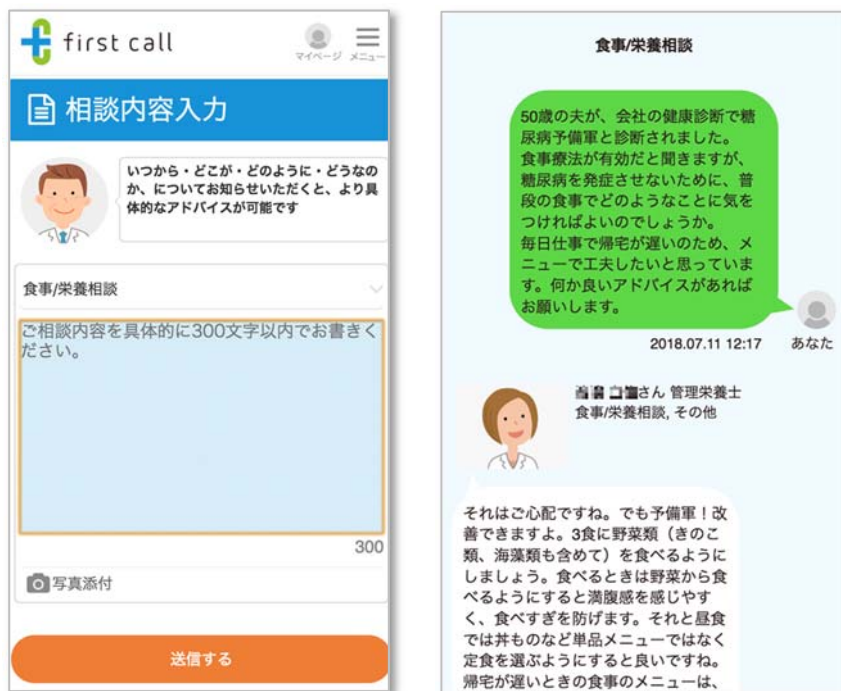 first call
マイページ メニュー
相談内容入力
いつから・どこが・どのように・どうなの
か、についてお知らせいただくと、より具
体的なアドバイスが可能です
食事/栄養相談
ご相談内容を具体的に300文字以内でお書きく
ださい。
300
写真添付
送信する
食事/栄養相談
50歳の夫が、会社の健康診断で糖
尿病予備軍と診断されました。
食事療法が有効だと聞きますが、
糖尿病を発症させないために、普
段の食事でどのようなことに気を
つければよいのでしょうか。
毎日仕事で帰宅が遅いのため、メ
ニューで工夫したいと思っていま
す。何か良いアドバイスがあれば
お願いします。
2018.07.11 12:17 あなた
さん 管理栄養士
食事/栄養相談, その他
それはご心配ですね。でも予備軍！改
善できますよ。3食に野菜類（きのこ
類、海藻類も含めて）を食べるように
しましょう。食べるときは野菜から食
べるようにすると満腹感を感じやす
く、食べすぎを防げます。それと昼食
では丼ものなど単品メニューではなく
定食を選ぶようにすると良いですね。
帰宅が遅いときの食事のメニューは、